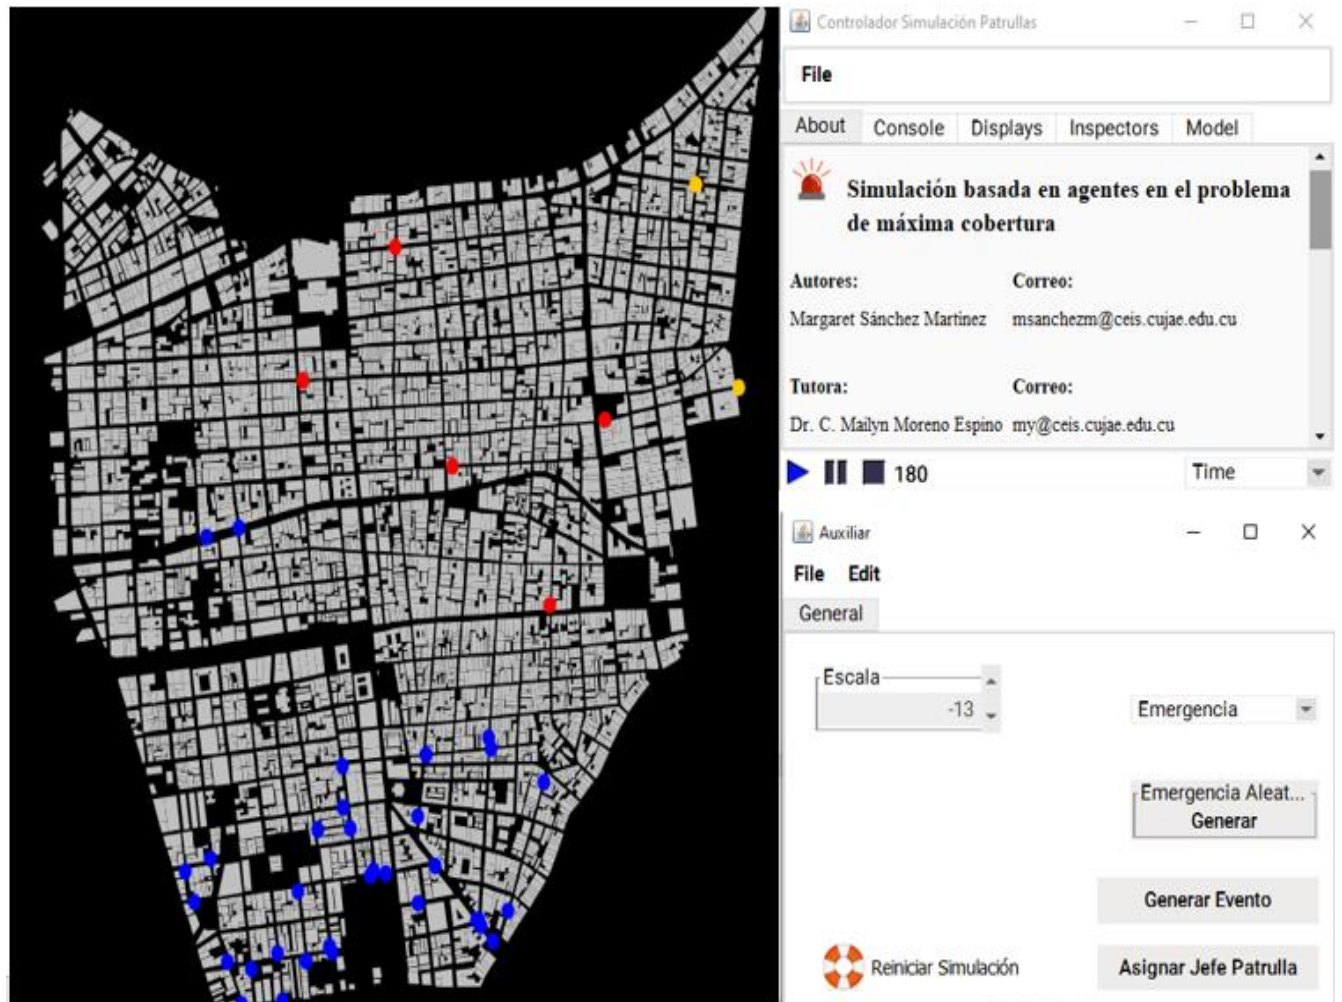 Controlador Simulación Patrullas
File
About Console Displays Inspectors Model
Simulación basada en agentes en el problema
de máxima cobertura
Autores: Correo:
Margaret Sánchez Martinez msanchezm@ceis.cujae.edu.cu
Tutora: Correo:
Dr. C. Mailyn Moreno Espino my@ceis.cujae.edu.cu
180 Time
Auxiliar
File Edit
General
Escala
-13
Emergencia
Emergencia Aleat...
Generar
Generar Evento
Reiniciar Simulación
Asignar Jefe Patrulla